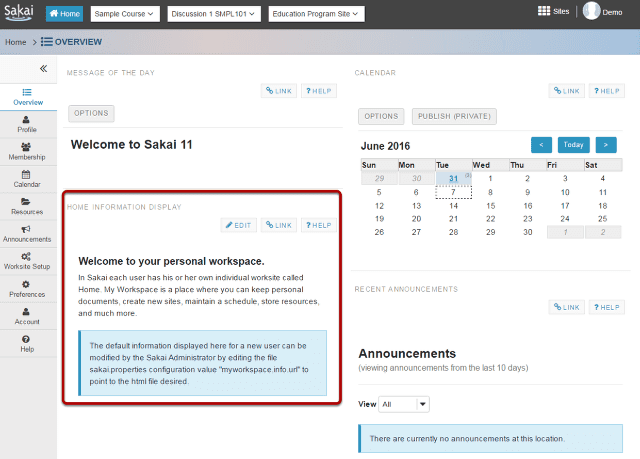 Sakai
Home
Sample Course
Discussion 1 SMPL101
Education Program Site
Sites
Demo
Home > OVERVIEW
«
Overview
Profile
Membership
Calendar
Resources
Announcements
Worksite Setup
Preferences
Account
Help
MESSAGE OF THE DAY
LINK
? HELP
OPTIONS
Welcome to Sakai 11
HOME INFORMATION DISPLAY
EDIT
LINK
? HELP
Welcome to your personal workspace.
In Sakai each user has his or her own individual worksite called
Home. My Workspace is a place where you can keep personal
documents, create new sites, maintain a schedule, store resources,
and much more.
The default information displayed here for a new user can be
modified by the Sakai Administrator by editing the file
sakai.properties configuration value "myworkspace.info.url" to
point to the html file desired.
CALENDAR
LINK
? HELP
OPTIONS
PUBLISH (PRIVATE)
June 2016
< Today >
Sun Mon Tue Wed Thu Fri Sat
29 30 31 (3) 1 2 3 4
5 6 7 8 9 10 11
12 13 14 15 16 17 18
19 20 21 22 23 24 25
26 27 28 29 30 1 2
RECENT ANNOUNCEMENTS
LINK
? HELP
Announcements
(viewing announcements from the last 10 days)
View All
There are currently no announcements at this location.